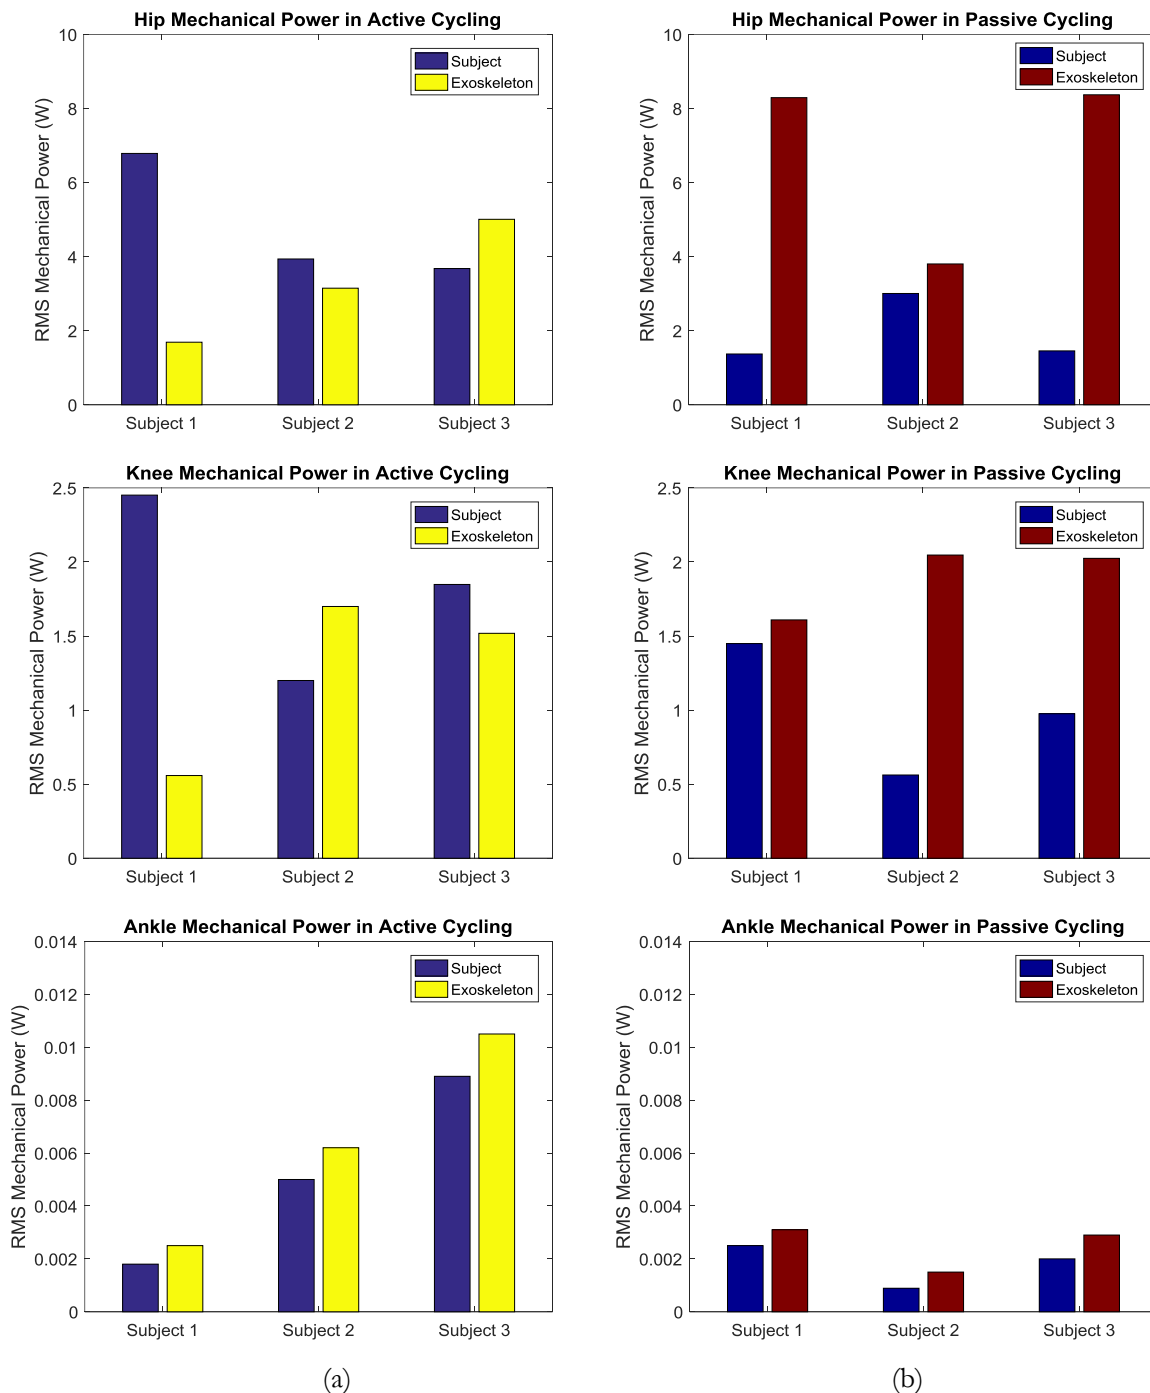 Hip Mechanical Power in Active Cycling
10
8
6
4
2
0
RMS Mechanical Power (W)
Subject
Exoskeleton
Subject 1
Subject 2
Subject 3
Hip Mechanical Power in Passive Cycling
10
8
6
4
2
0
RMS Mechanical Power (W)
Subject
Exoskeleton
Subject 1
Subject 2
Subject 3
Knee Mechanical Power in Active Cycling
2.5
2
1.5
1
0.5
0
RMS Mechanical Power (W)
Subject
Exoskeleton
Subject 1
Subject 2
Subject 3
Knee Mechanical Power in Passive Cycling
2.5
2
1.5
1
0.5
0
RMS Mechanical Power (W)
Subject
Exoskeleton
Subject 1
Subject 2
Subject 3
Ankle Mechanical Power in Active Cycling
0.014
0.012
0.01
0.008
0.006
0.004
0.002
0
RMS Mechanical Power (W)
Subject
Exoskeleton
Subject 1
Subject 2
Subject 3
Ankle Mechanical Power in Passive Cycling
0.014
0.012
0.01
0.008
0.006
0.004
0.002
0
RMS Mechanical Power (W)
Subject
Exoskeleton
Subject 1
Subject 2
Subject 3
(a)
(b)